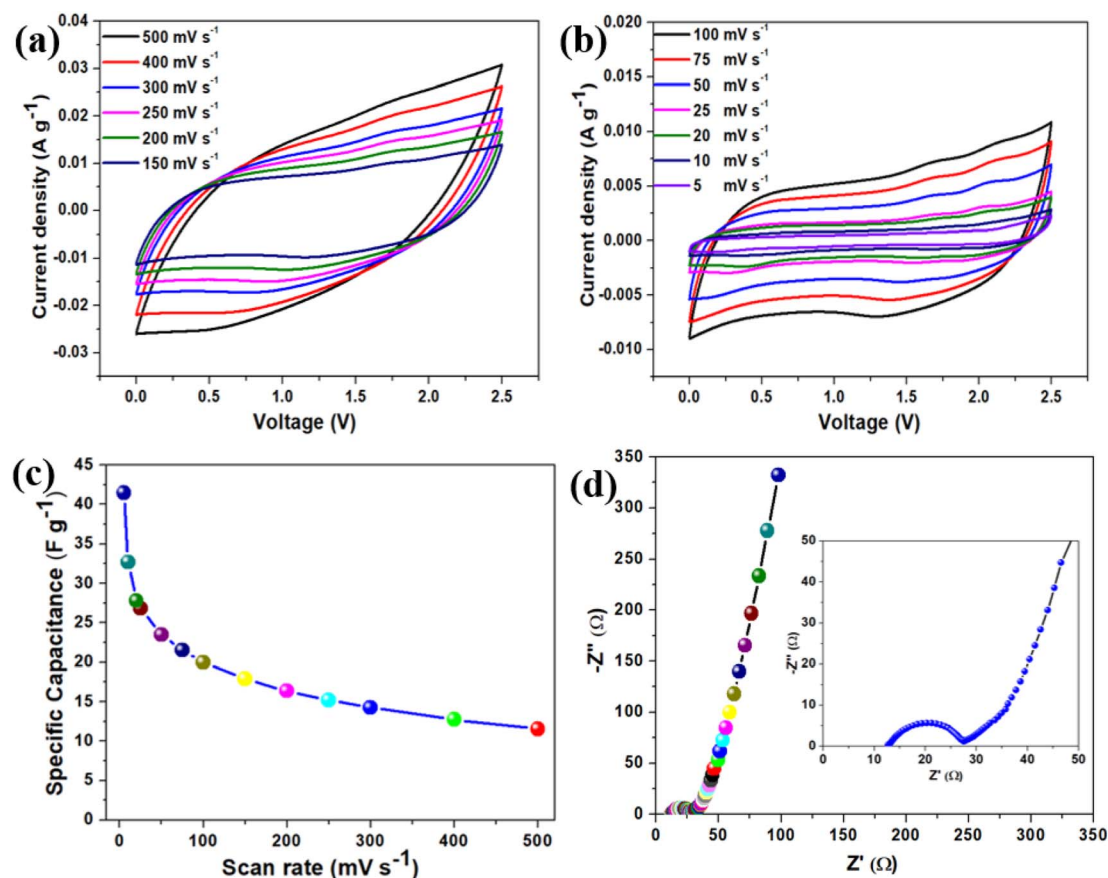 (a)
500 mV s⁻¹
400 mV s⁻¹
300 mV s⁻¹
250 mV s⁻¹
200 mV s⁻¹
150 mV s⁻¹
0.04
0.03
0.02
0.01
0.00
-0.01
-0.02
-0.03
Current density (A g⁻¹)
0.0 0.5 1.0 1.5 2.0 2.5
Voltage (V)
(b)
100 mV s⁻¹
75 mV s⁻¹
50 mV s⁻¹
25 mV s⁻¹
20 mV s⁻¹
10 mV s⁻¹
5 mV s⁻¹
0.020
0.015
0.010
0.005
0.000
-0.005
-0.010
Current density (A g⁻¹)
0.0 0.5 1.0 1.5 2.0 2.5
Voltage (V)
(c)
45
40
35
30
25
20
15
10
5
0
Specific Capacitance (F g⁻¹)
0 100 200 300 400 500
Scan rate (mV s⁻¹)
(d)
350
300
250
200
150
100
50
0
-Z" (Ω)
0 50 100 150 200 250 300 350
Z' (Ω)
50
40
30
20
10
0
-Z" (Ω)
0 10 20 30 40 50
Z' (Ω)